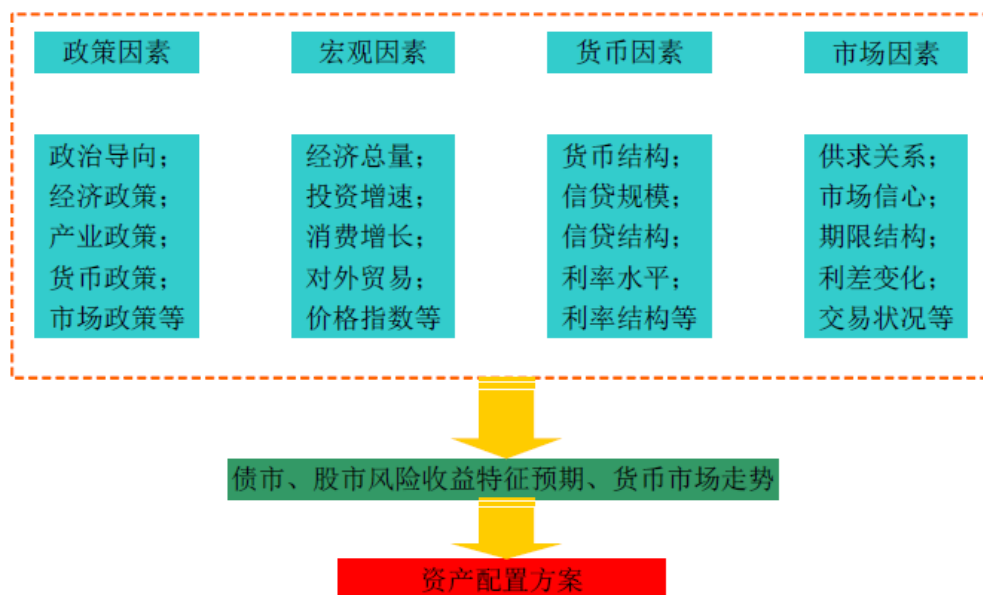 政策因素
宏观因素
货币因素
市场因素
政治导向；
经济政策；
产业政策；
货币政策；
市场政策等
经济总量；
投资增速；
消费增长；
对外贸易；
价格指数等
货币结构；
信贷规模；
信贷结构；
利率水平；
利率结构等
供求关系；
市场信心；
期限结构；
利差变化；
交易状况等
债市、股市风险收益特征预期、货币市场走势
资产配置方案